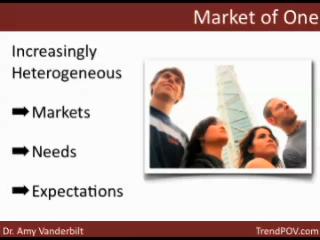 Market of One
Increasingly
Heterogeneous
Markets
Needs
Expectations
Dr. Amy Vanderbilt
TrendPOV.com